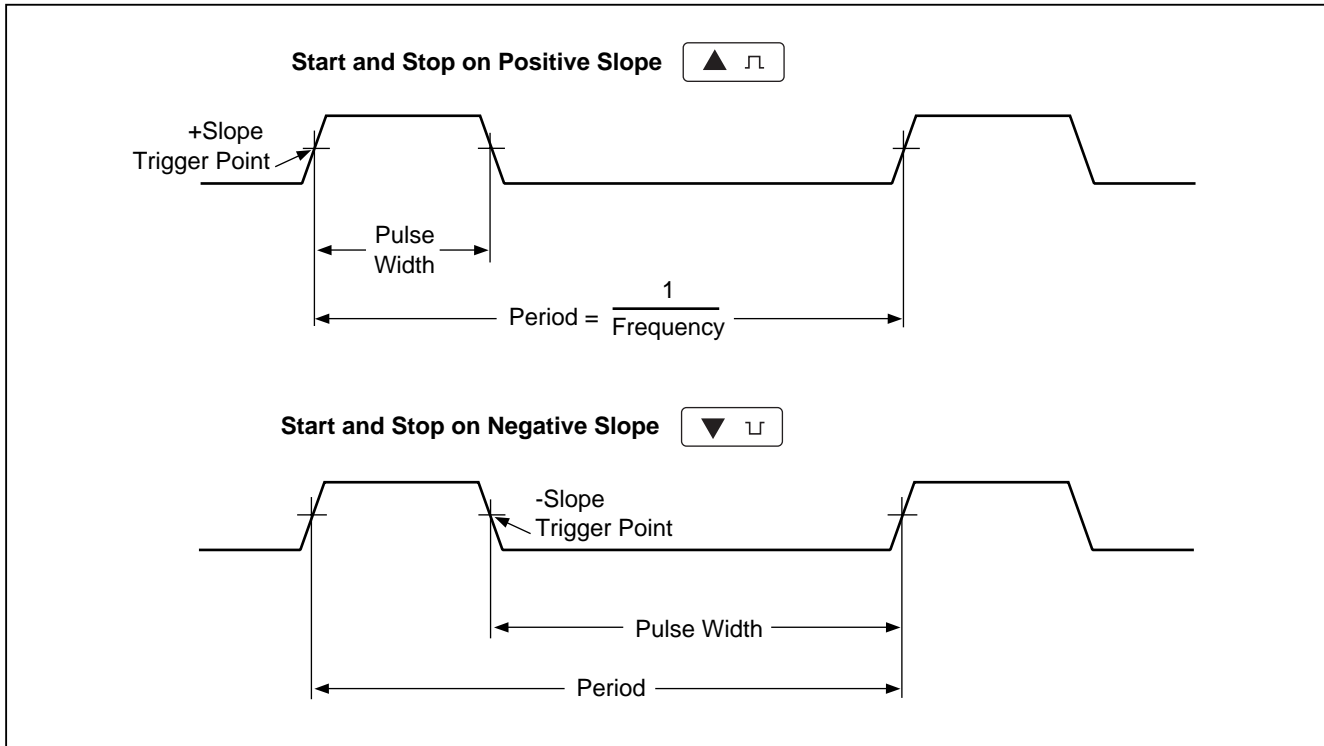 Start and Stop on Positive Slope
+Slope
Trigger Point
Pulse
Width
Period = 1
Frequency
Start and Stop on Negative Slope
-Slope
Trigger Point
Pulse Width
Period